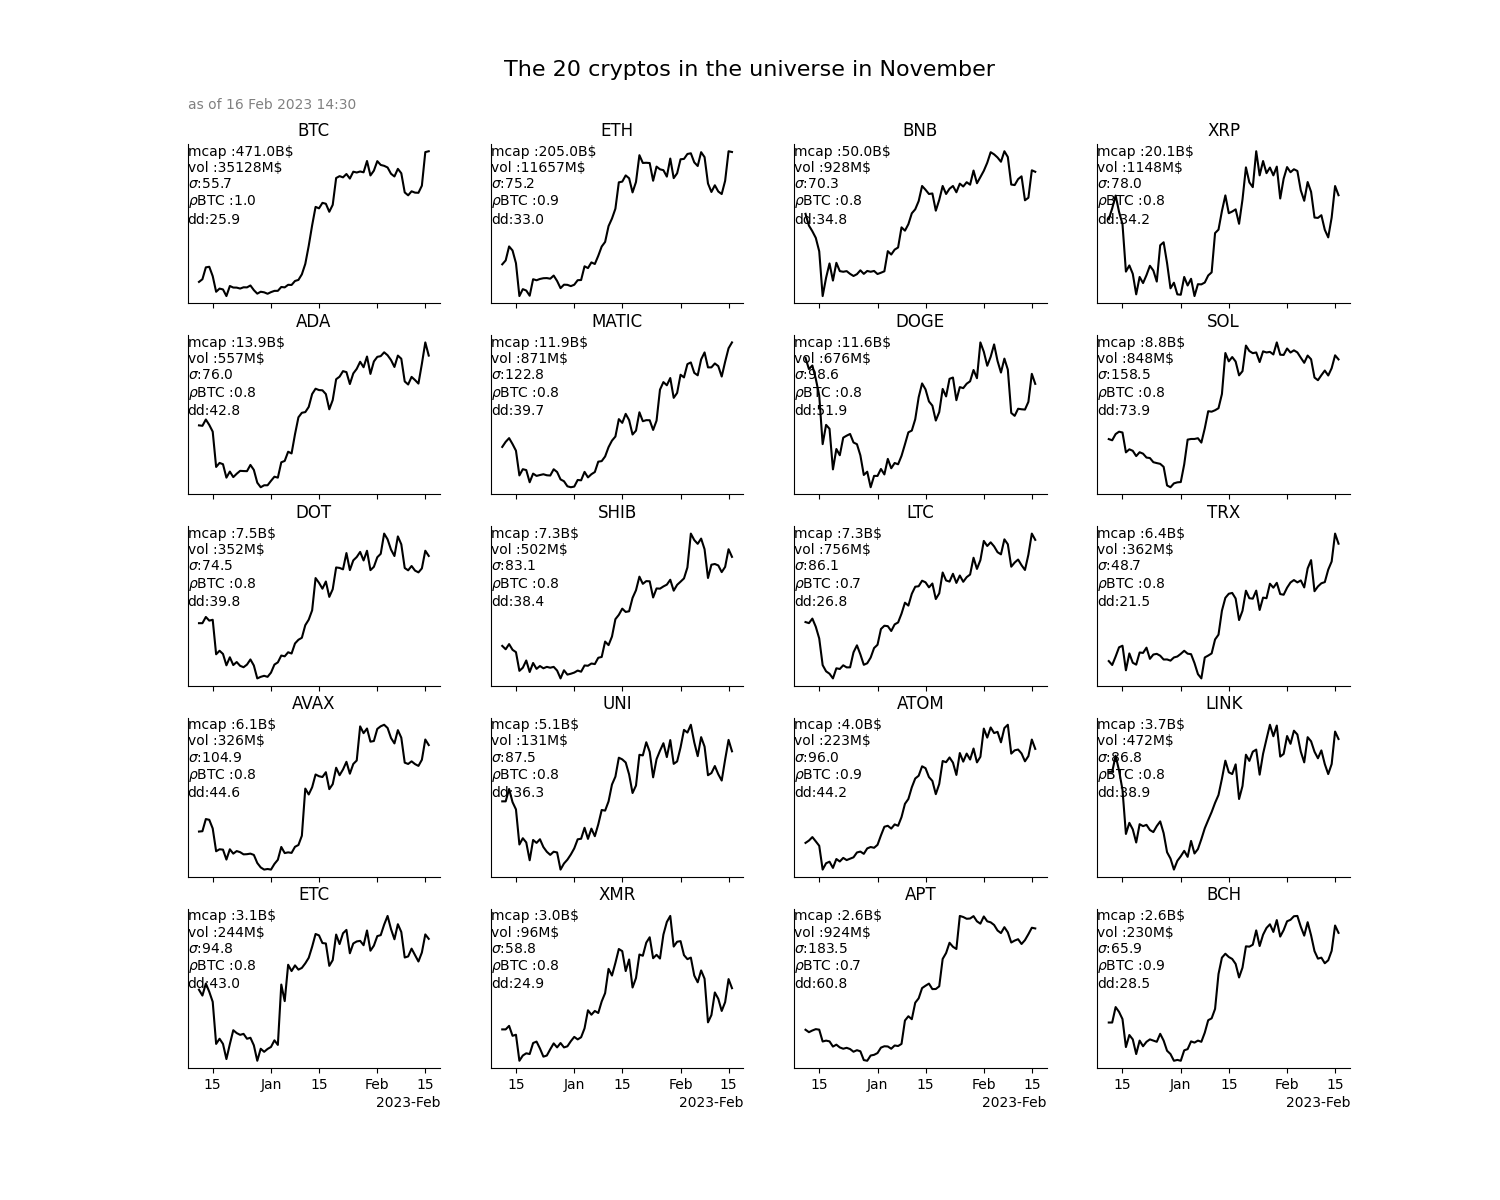 The 20 cryptos in the universe in November
as of 16 Feb 2023 14:30
BTC
mcap :471.0B$
vol :35128M$
σ:55.7
ρBTC :1.0
dd:25.9
ETH
mcap :205.0B$
vol :11657M$
σ:75.2
ρBTC :0.9
dd:33.0
BNB
mcap :50.0B$
vol :928M$
σ:70.3
ρBTC :0.8
dd:34.8
XRP
mcap :20.1B$
vol :1148M$
σ:78.0
ρBTC :0.8
dd:34.2
ADA
mcap :13.9B$
vol :557M$
σ:76.0
ρBTC :0.8
dd:42.8
MATIC
mcap :11.9B$
vol :871M$
σ:122.8
ρBTC :0.8
dd:39.7
DOGE
mcap :11.6B$
vol :676M$
σ:98.6
ρBTC :0.8
dd:51.9
SOL
mcap :8.8B$
vol :848M$
σ:158.5
ρBTC :0.8
dd:73.9
DOT
mcap :7.5B$
vol :352M$
σ:74.5
ρBTC :0.8
dd:39.8
SHIB
mcap :7.3B$
vol :502M$
σ:83.1
ρBTC :0.8
dd:38.4
LTC
mcap :7.3B$
vol :756M$
σ:86.1
ρBTC :0.7
dd:26.8
TRX
mcap :6.4B$
vol :362M$
σ:48.7
ρBTC :0.8
dd:21.5
AVAX
mcap :6.1B$
vol :326M$
σ:104.9
ρBTC :0.8
dd:44.6
UNI
mcap :5.1B$
vol :131M$
σ:87.5
ρBTC :0.8
dd:36.3
ATOM
mcap :4.0B$
vol :223M$
σ:96.0
ρBTC :0.9
dd:44.2
LINK
mcap :3.7B$
vol :472M$
σ:86.8
ρBTC :0.8
dd:38.9
ETC
mcap :3.1B$
vol :244M$
σ:94.8
ρBTC :0.8
dd:43.0
XMR
mcap :3.0B$
vol :96M$
σ:58.8
ρBTC :0.8
dd:24.9
APT
mcap :2.6B$
vol :924M$
σ:183.5
ρBTC :0.7
dd:60.8
BCH
mcap :2.6B$
vol :230M$
σ:65.9
ρBTC :0.9
dd:28.5
15 Jan 15 Feb 15
2023-Feb
15 Jan 15 Feb 15
2023-Feb
15 Jan 15 Feb 15
2023-Feb
15 Jan 15 Feb 15
2023-Feb